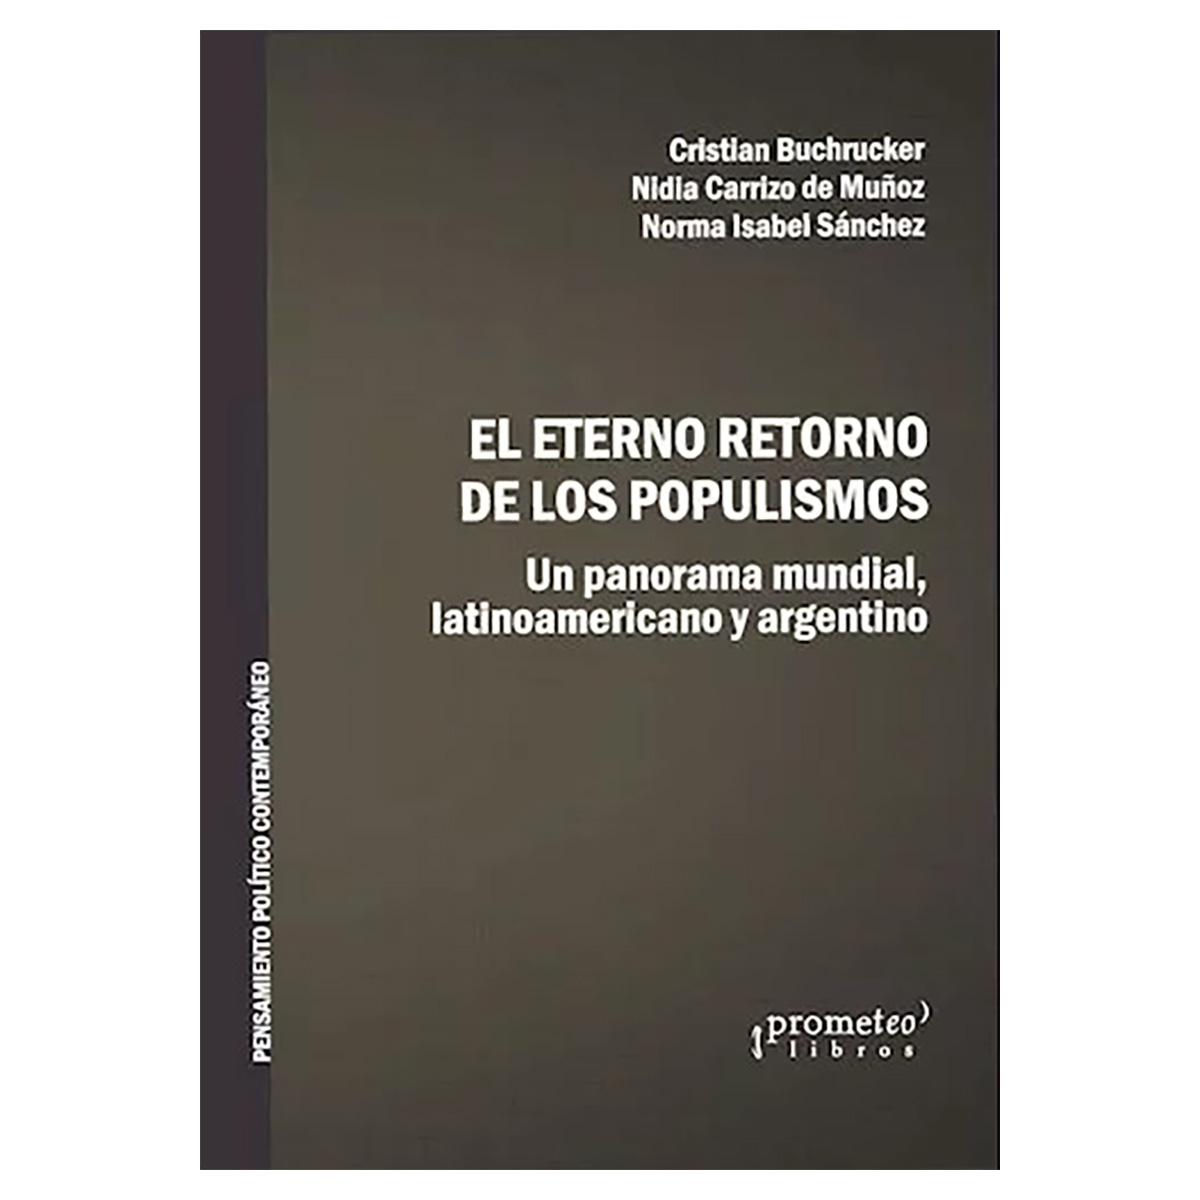 Cristian Buchrucker
Nidia Carrizo de Muñoz
Norma Isabel Sánchez
EL ETERNO RETORNO
DE LOS POPULISMOS
Un panorama mundial,
latinoamericano y argentino
PENSAMIENTO POLÍTICO CONTEMPORÁNEO
prometeo
libros